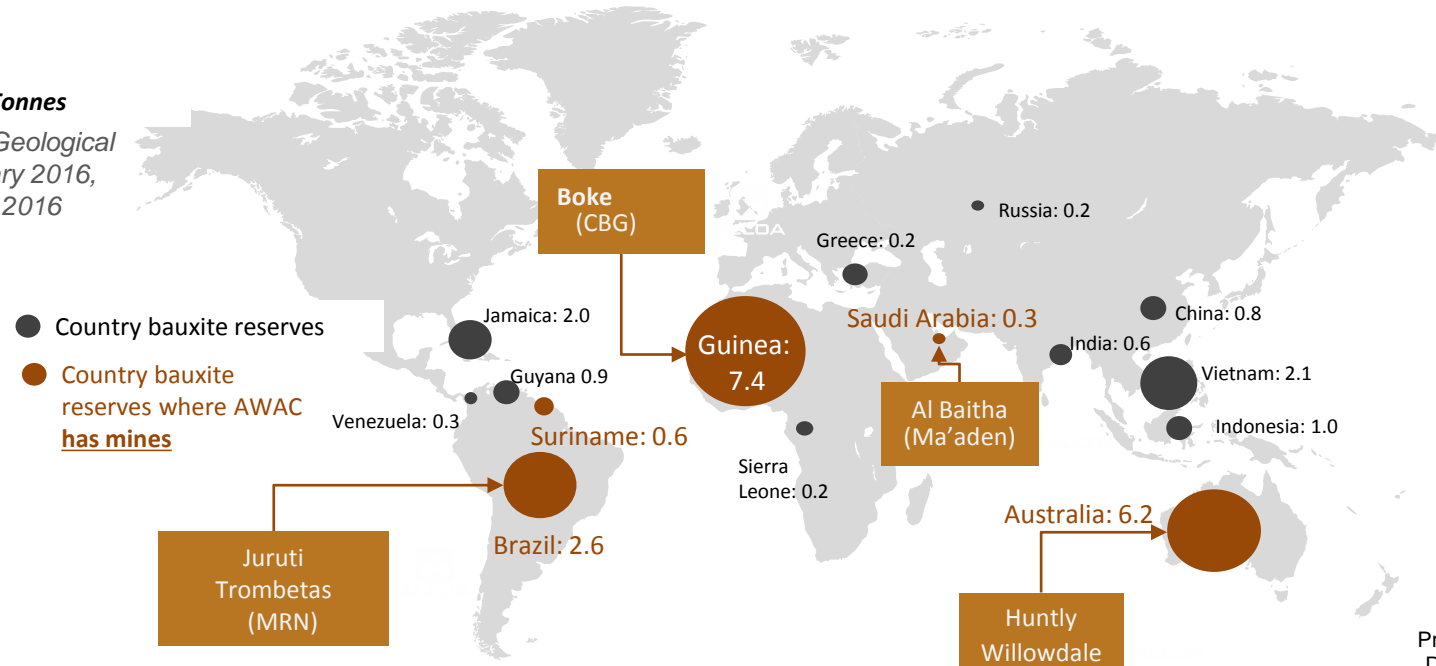 Tonnes
Geological
ary 2016,
2016
Boke
(CBG)
Russia: 0.2
Greece: 0.2
Country bauxite reserves
Jamaica: 2.0
Saudi Arabia: 0.3
China: 0.8
Guinea:
7.4
India: 0.6
Country bauxite
reserves where AWAC
has mines
Guyana 0.9
Vietnam: 2.1
Venezuela: 0.3
Suriname: 0.6
Al Baitha
(Ma’aden)
Indonesia: 1.0
Sierra
Leone: 0.2
Australia: 6.2
Brazil: 2.6
Juruti
Trombetas
(MRN)
Huntly
Willowdale